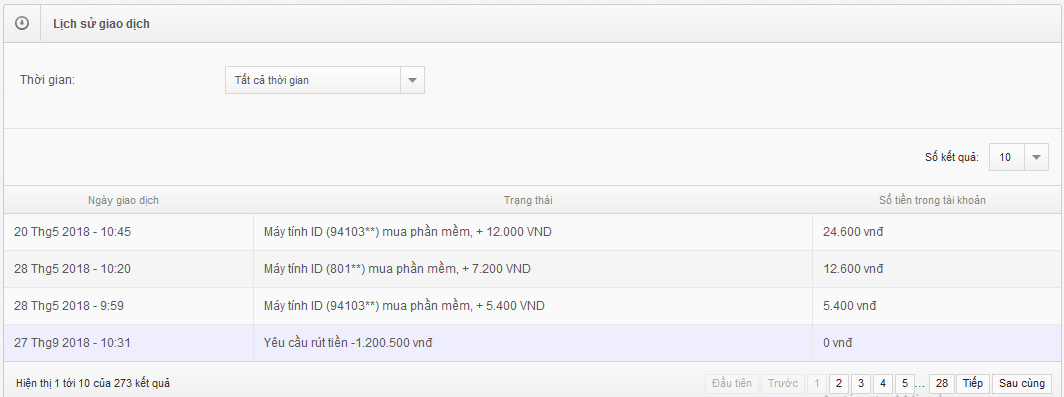 Lịch sử giao dịch
Thời gian: Tất cả thời gian
Số kết quả: 10
Ngày giao dịch Trạng thái Số tiền trong tài khoản
20 Thg5 2018 - 10:45 Máy tính ID (94103**) mua phần mềm, + 12.000 VND 24.600 vnđ
28 Thg5 2018 - 10:20 Máy tính ID (801**) mua phần mềm, + 7.200 VND 12.600 vnđ
28 Thg5 2018 - 9:59 Máy tính ID (94103**) mua phần mềm, + 5.400 VND 5.400 vnđ
27 Thg9 2018 - 10:31 Yêu cầu rút tiền -1.200.500 vnđ 0 vnđ
Hiện thị 1 tới 10 của 273 kết quả Đầu tiên Trước 1 2 3 4 5 ... 28 Tiếp Sau cùng